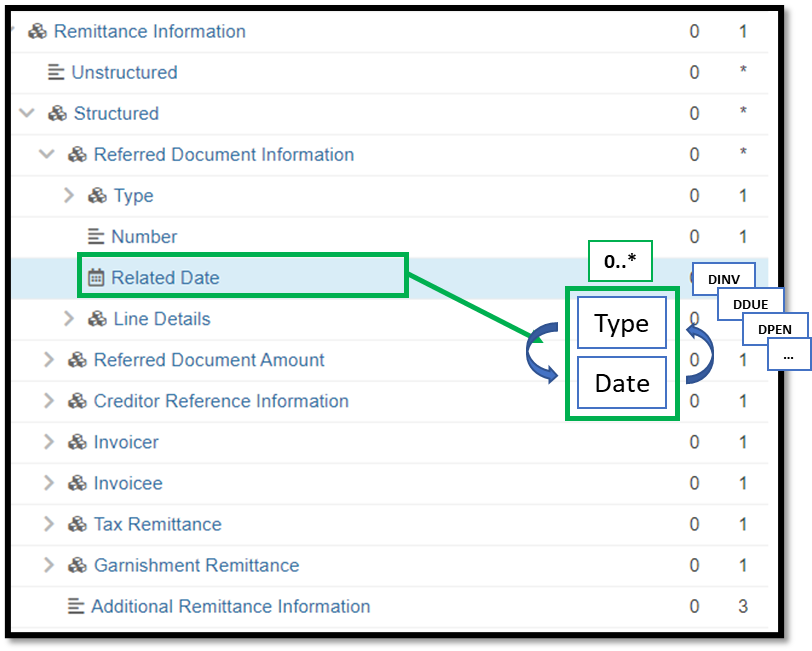 Remittance Information 0 1
Unstructured 0 *
Structured 0 *
Referred Document Information 0 *
Type 0 1
Number 0 1
0..*
Related Date
DINV
DDUE
Line Details 0
DPEN
Type
...
Referred Document Amount 0 1
Date
Creditor Reference Information 0 1
Invoicer 0 1
Invoicee 0 1
Tax Remittance 0 1
Garnishment Remittance 0 1
Additional Remittance Information 0 3